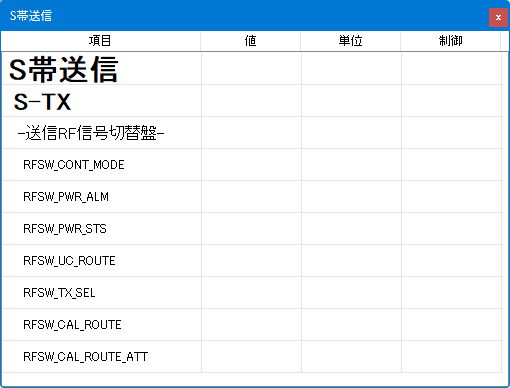 S帯送信
x
項目 値 単位 制御
S帯送信
S-TX
-送信RF信号切替盤-
RFSW_CONT_MODE
RFSW_PWR_ALM
RFSW_PWR_STS
RFSW_UC_ROUTE
RFSW_TX_SEL
RFSW_CAL_ROUTE
RFSW_CAL_ROUTE_ATT